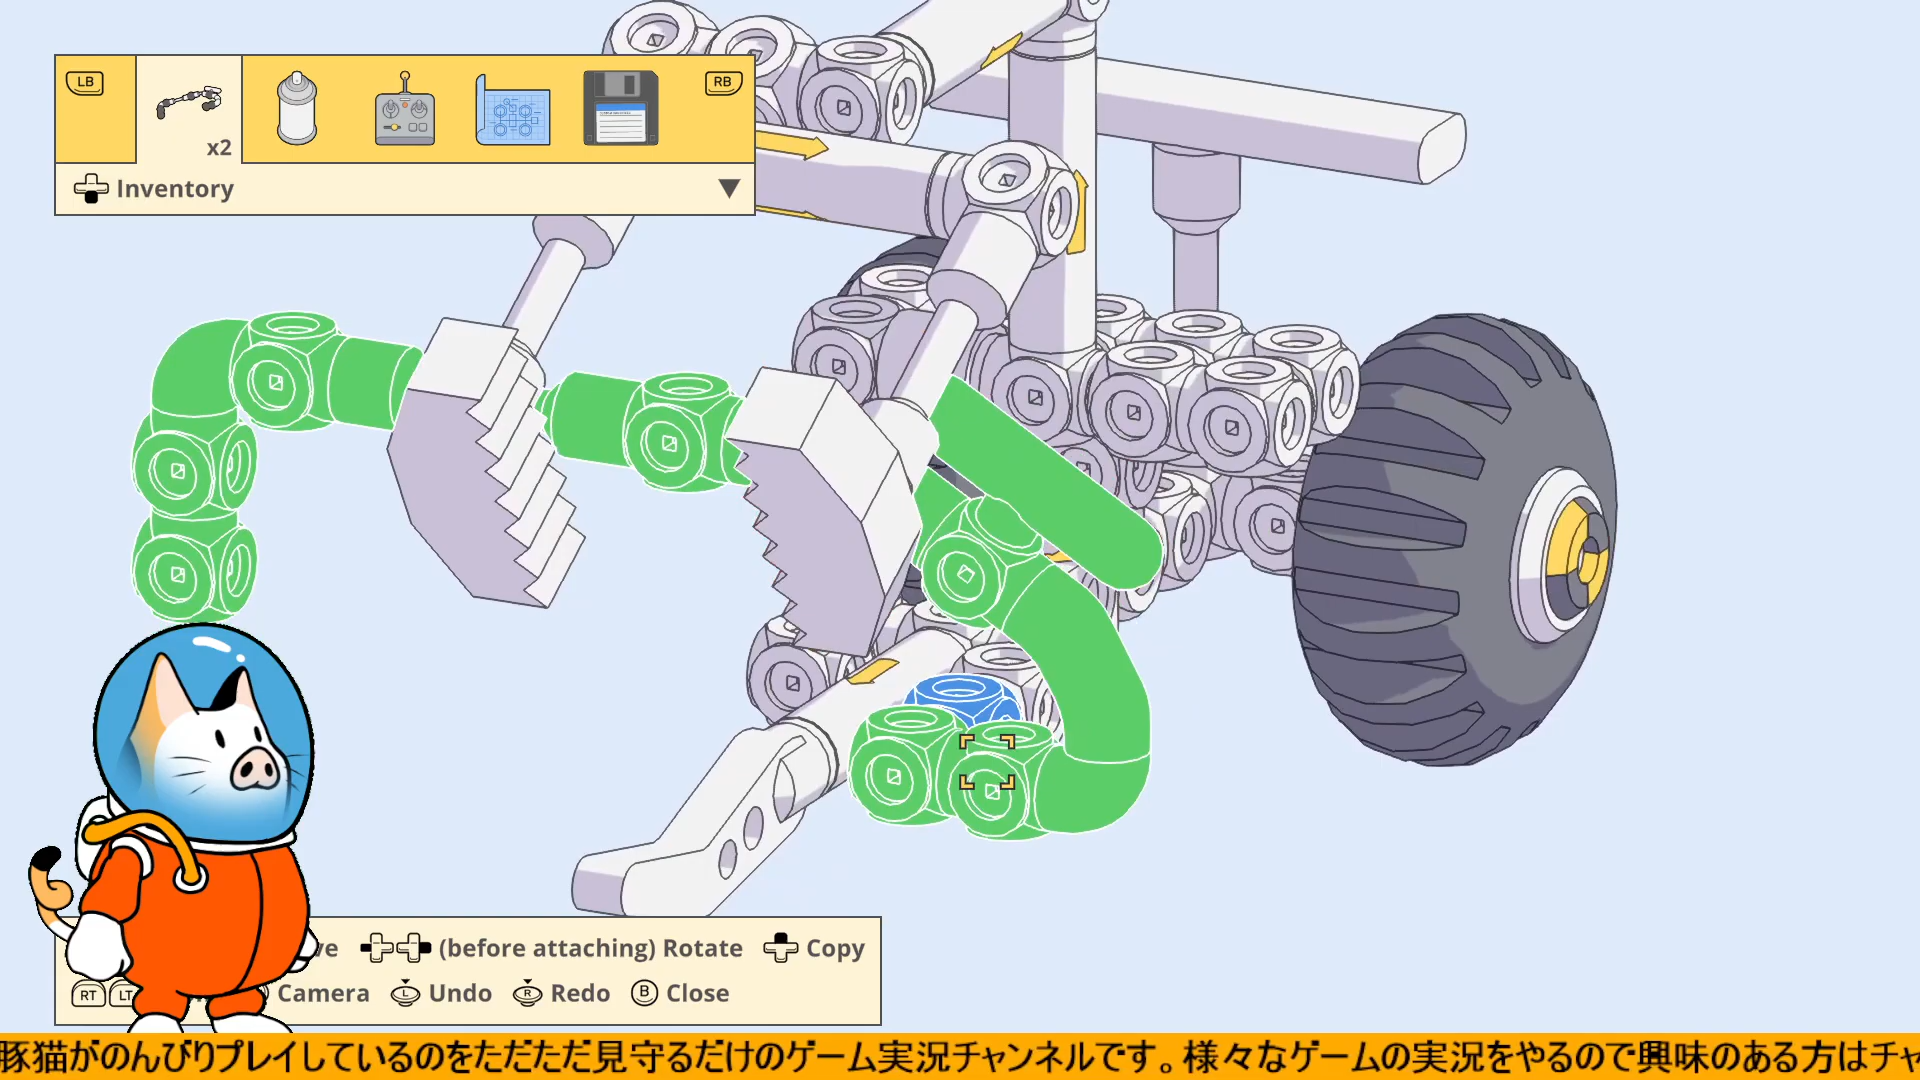 LB
RB
x2
Inventory
ve (before attaching) Rotate Copy
RT LT Camera Undo Redo B Close
豚猫がのんびりプレイしているのをただただ見守るだけのゲーム実況チャンネルです。様々なゲームの実況をやるので興味のある方はチャ